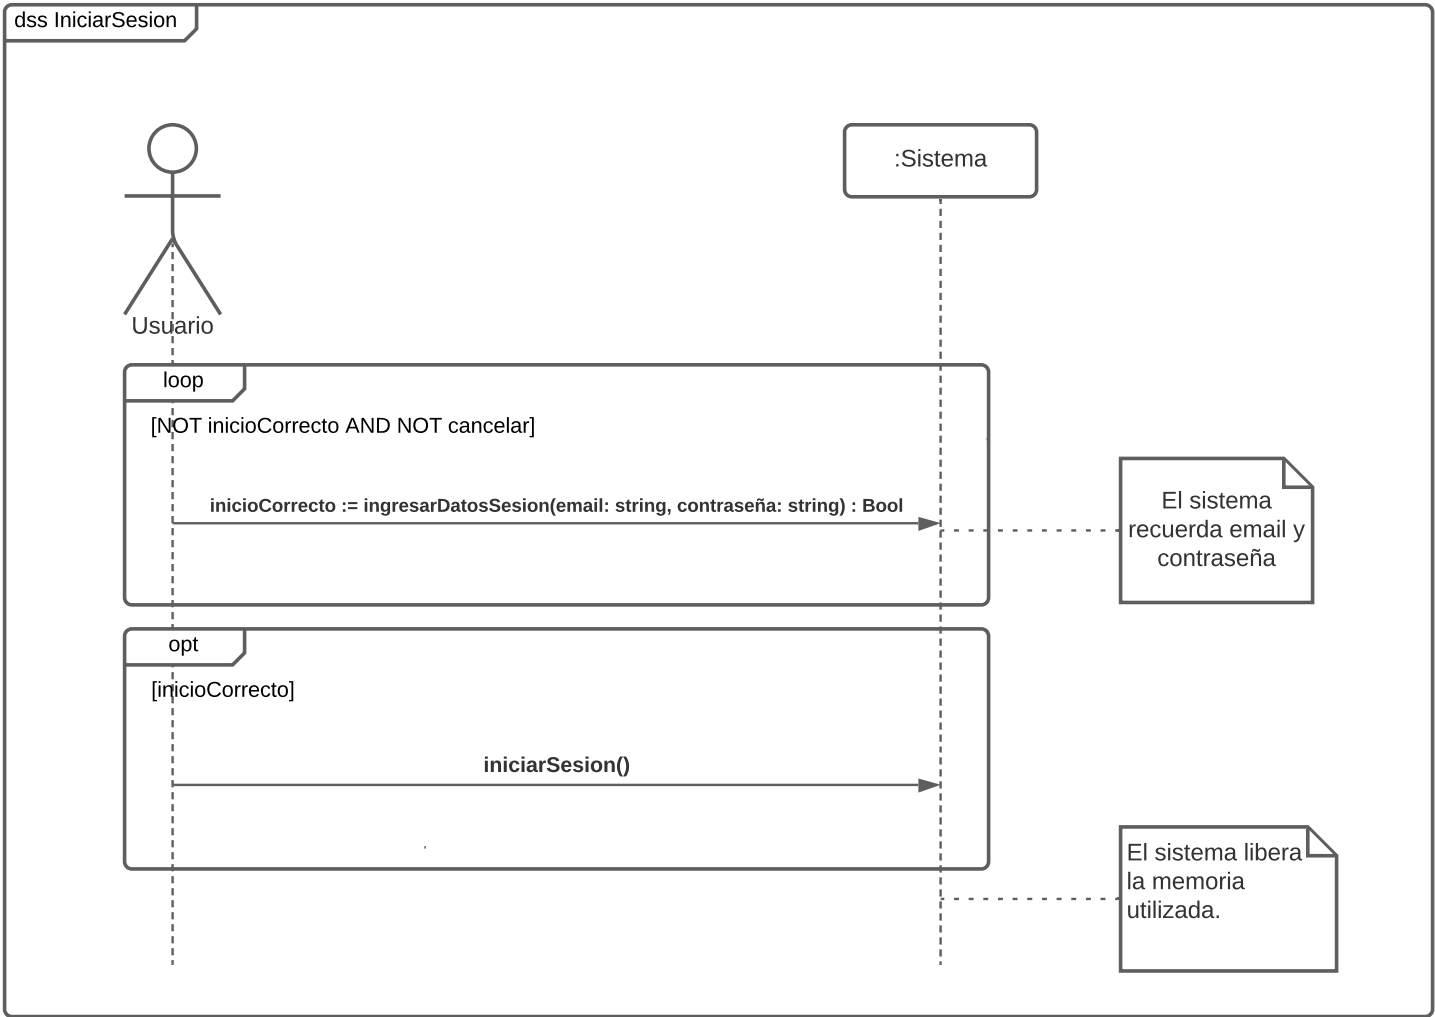 dss IniciarSesion
:Sistema
Usuario
loop
[NOT inicioCorrecto AND NOT cancelar]
inicioCorrecto := ingresarDatosSesion(email: string, contraseña: string) : Bool
El sistema
recuerda email y
contraseña
opt
[inicioCorrecto]
iniciarSesion()
El sistema libera
la memoria
utilizada.